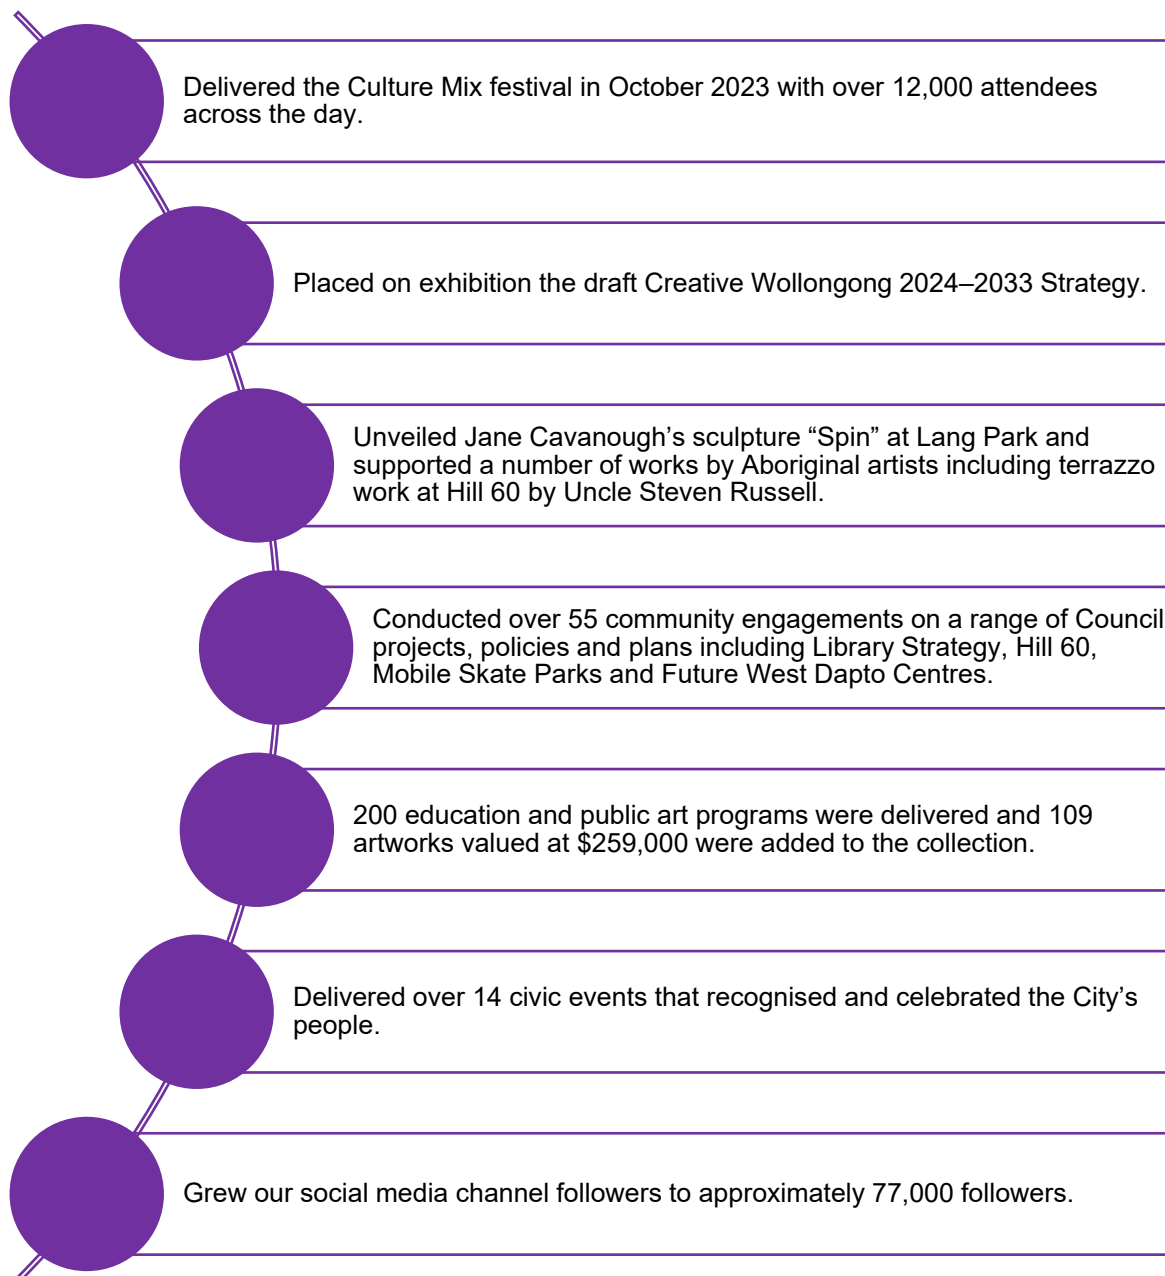 Delivered the Culture Mix festival in October 2023 with over 12,000 attendees
across the day.
Placed on exhibition the draft Creative Wollongong 2024–2033 Strategy.
Unveiled Jane Cavanough’s sculpture “Spin” at Lang Park and
supported a number of works by Aboriginal artists including terrazzo
work at Hill 60 by Uncle Steven Russell.
Conducted over 55 community engagements on a range of Council
projects, policies and plans including Library Strategy, Hill 60,
Mobile Skate Parks and Future West Dapto Centres.
200 education and public art programs were delivered and 109
artworks valued at $259,000 were added to the collection.
Delivered over 14 civic events that recognised and celebrated the City’s
people.
Grew our social media channel followers to approximately 77,000 followers.